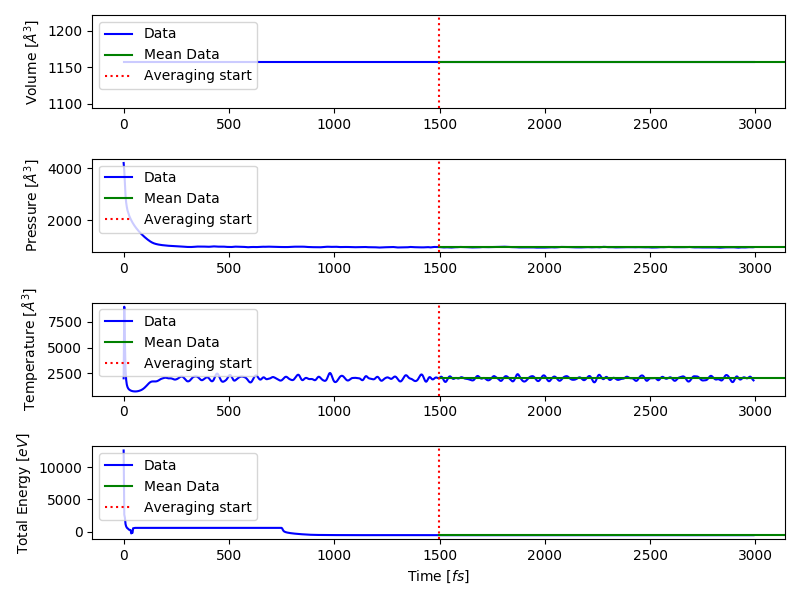 Volume [Å³]
1200
1150
1100
Data
Mean Data
Averaging start
0 500 1000 1500 2000 2500 3000
Pressure [Å³]
4000
2000
Data
Mean Data
Averaging start
0 500 1000 1500 2000 2500 3000
Temperature [Å³]
7500
5000
2500
Data
Mean Data
Averaging start
0 500 1000 1500 2000 2500 3000
Total Energy [eV]
10000
5000
0
Data
Mean Data
Averaging start
0 500 1000 1500 2000 2500 3000
Time [fs]